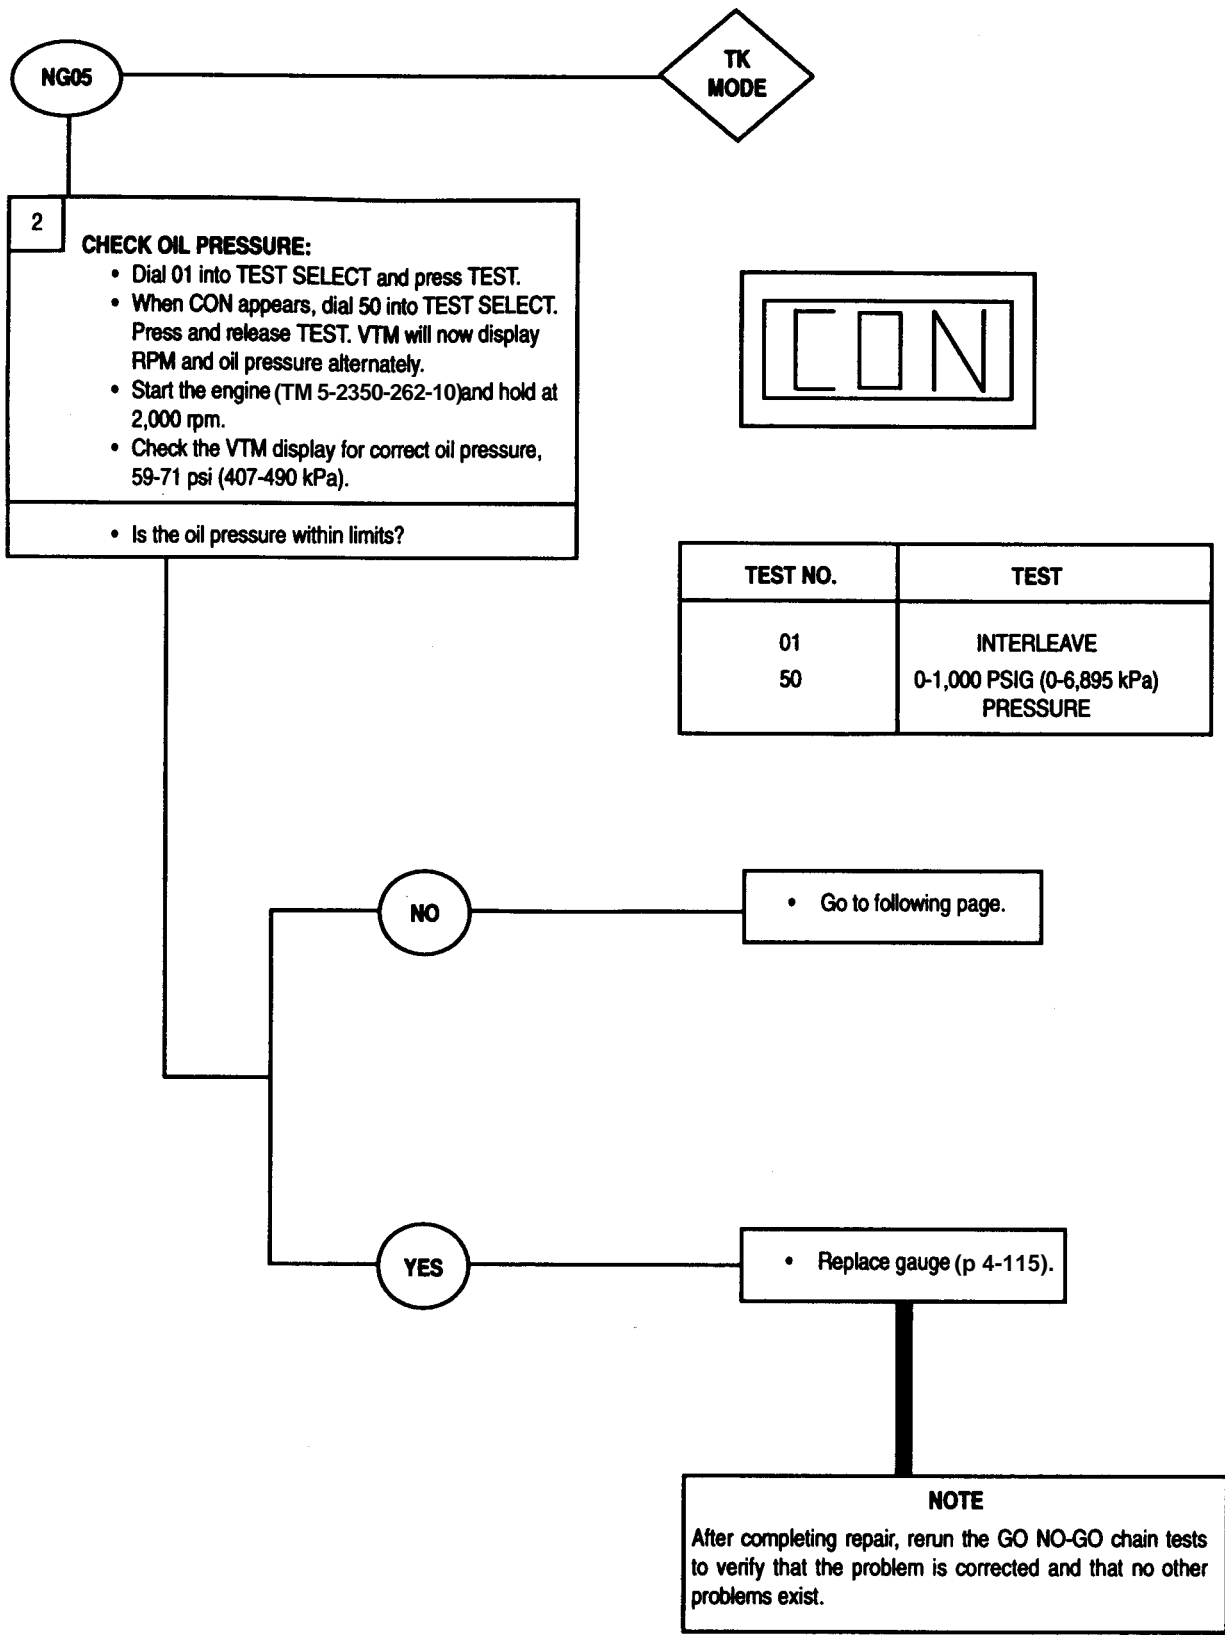 NG05
TK
MODE
2
CHECK OIL PRESSURE:
• Dial 01 into TEST SELECT and press TEST.
• When CON appears, dial 50 into TEST SELECT.
Press and release TEST. VTM will now display
RPM and oil pressure alternately.
• Start the engine (TM 5-2350-262-10)and hold at
2,000 rpm.
• Check the VTM display for correct oil pressure,
59-71 psi (407-490 kPa).
• Is the oil pressure within limits?
CON
TEST NO. TEST
01 INTERLEAVE
50 0-1,000 PSIG (0-6,895 kPa)
PRESSURE
NO
• Go to following page.
YES
• Replace gauge (p 4-115).
NOTE
After completing repair, rerun the GO NO-GO chain tests
to verify that the problem is corrected and that no other
problems exist.